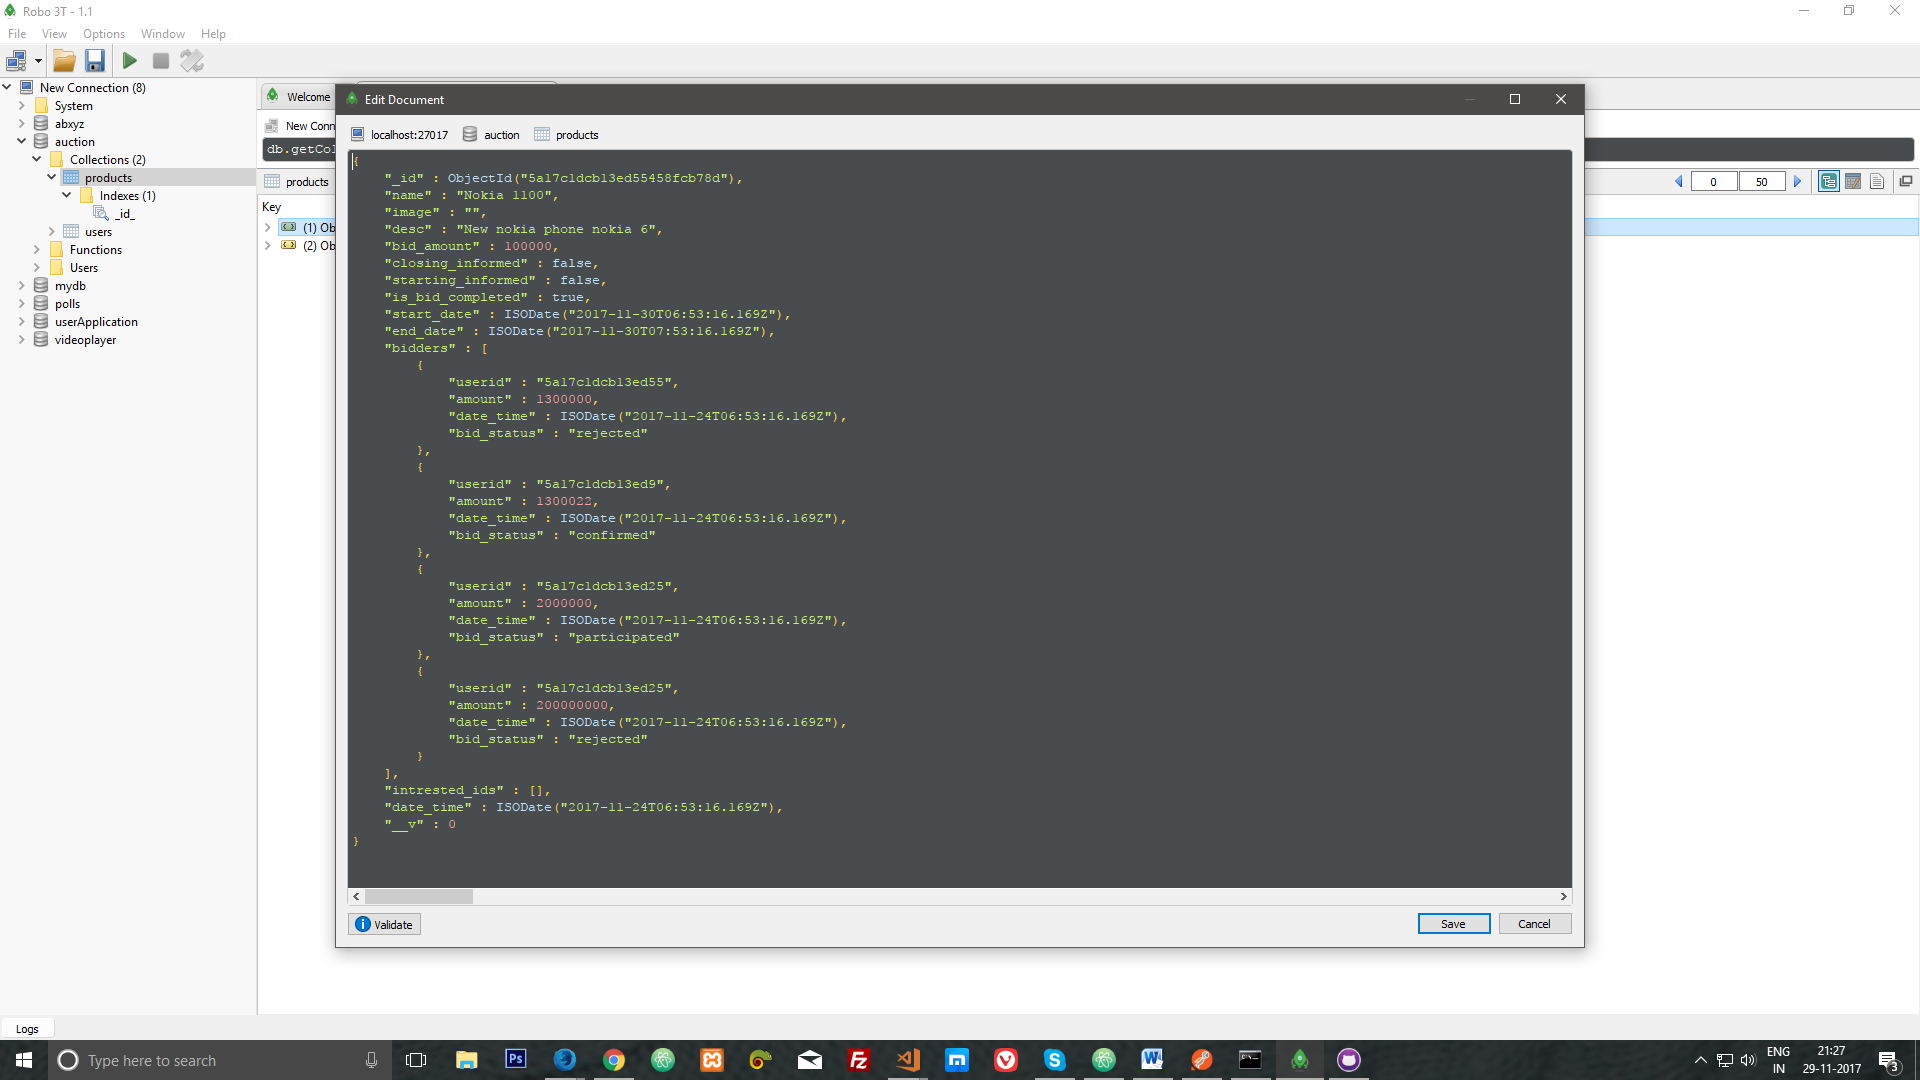 Robo 3T - 1.1
File View Options Window Help
New Connection (8)
System
abxyz
auction
Collections (2)
products
Indexes (1)
_id_
users
Functions
Users
mydb
polls
userApplication
videoplayer
Welcome
New Conn
db.getCol
products
0 50
Key
(1) Ob
(2) Ob
Edit Document
localhost:27017 auction products
{
"_id" : ObjectId("5a17c1dcb13ed55458fcb78d"),
"name" : "Nokia 1100",
"image" : "",
"desc" : "New nokia phone nokia 6",
"bid_amount" : 100000,
"closing_informed" : false,
"starting_informed" : false,
"is_bid_completed" : true,
"start_date" : ISODate("2017-11-30T06:53:16.169Z"),
"end_date" : ISODate("2017-11-30T07:53:16.169Z"),
"bidders" : [
{
"userid" : "5a17c1dcb13ed55",
"amount" : 1300000,
"date_time" : ISODate("2017-11-24T06:53:16.169Z"),
"bid_status" : "rejected"
},
{
"userid" : "5a17c1dcb13ed9",
"amount" : 1300022,
"date_time" : ISODate("2017-11-24T06:53:16.169Z"),
"bid_status" : "confirmed"
},
{
"userid" : "5a17c1dcb13ed25",
"amount" : 2000000,
"date_time" : ISODate("2017-11-24T06:53:16.169Z"),
"bid_status" : "participated"
},
{
"userid" : "5a17c1dcb13ed25",
"amount" : 200000000,
"date_time" : ISODate("2017-11-24T06:53:16.169Z"),
"bid_status" : "rejected"
}
],
"intrested_ids" : [],
"date_time" : ISODate("2017-11-24T06:53:16.169Z"),
"__v" : 0
}
Validate Save Cancel
Logs
Type here to search
ENG
IN
21:27
29-11-2017
3